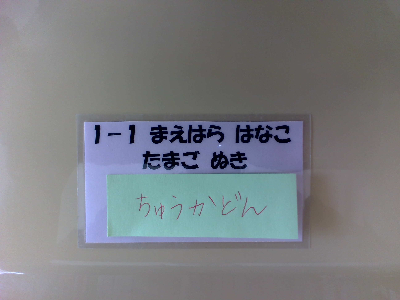 1-1 まえはら はなこ
たまご ぬき
ちゅうかどん